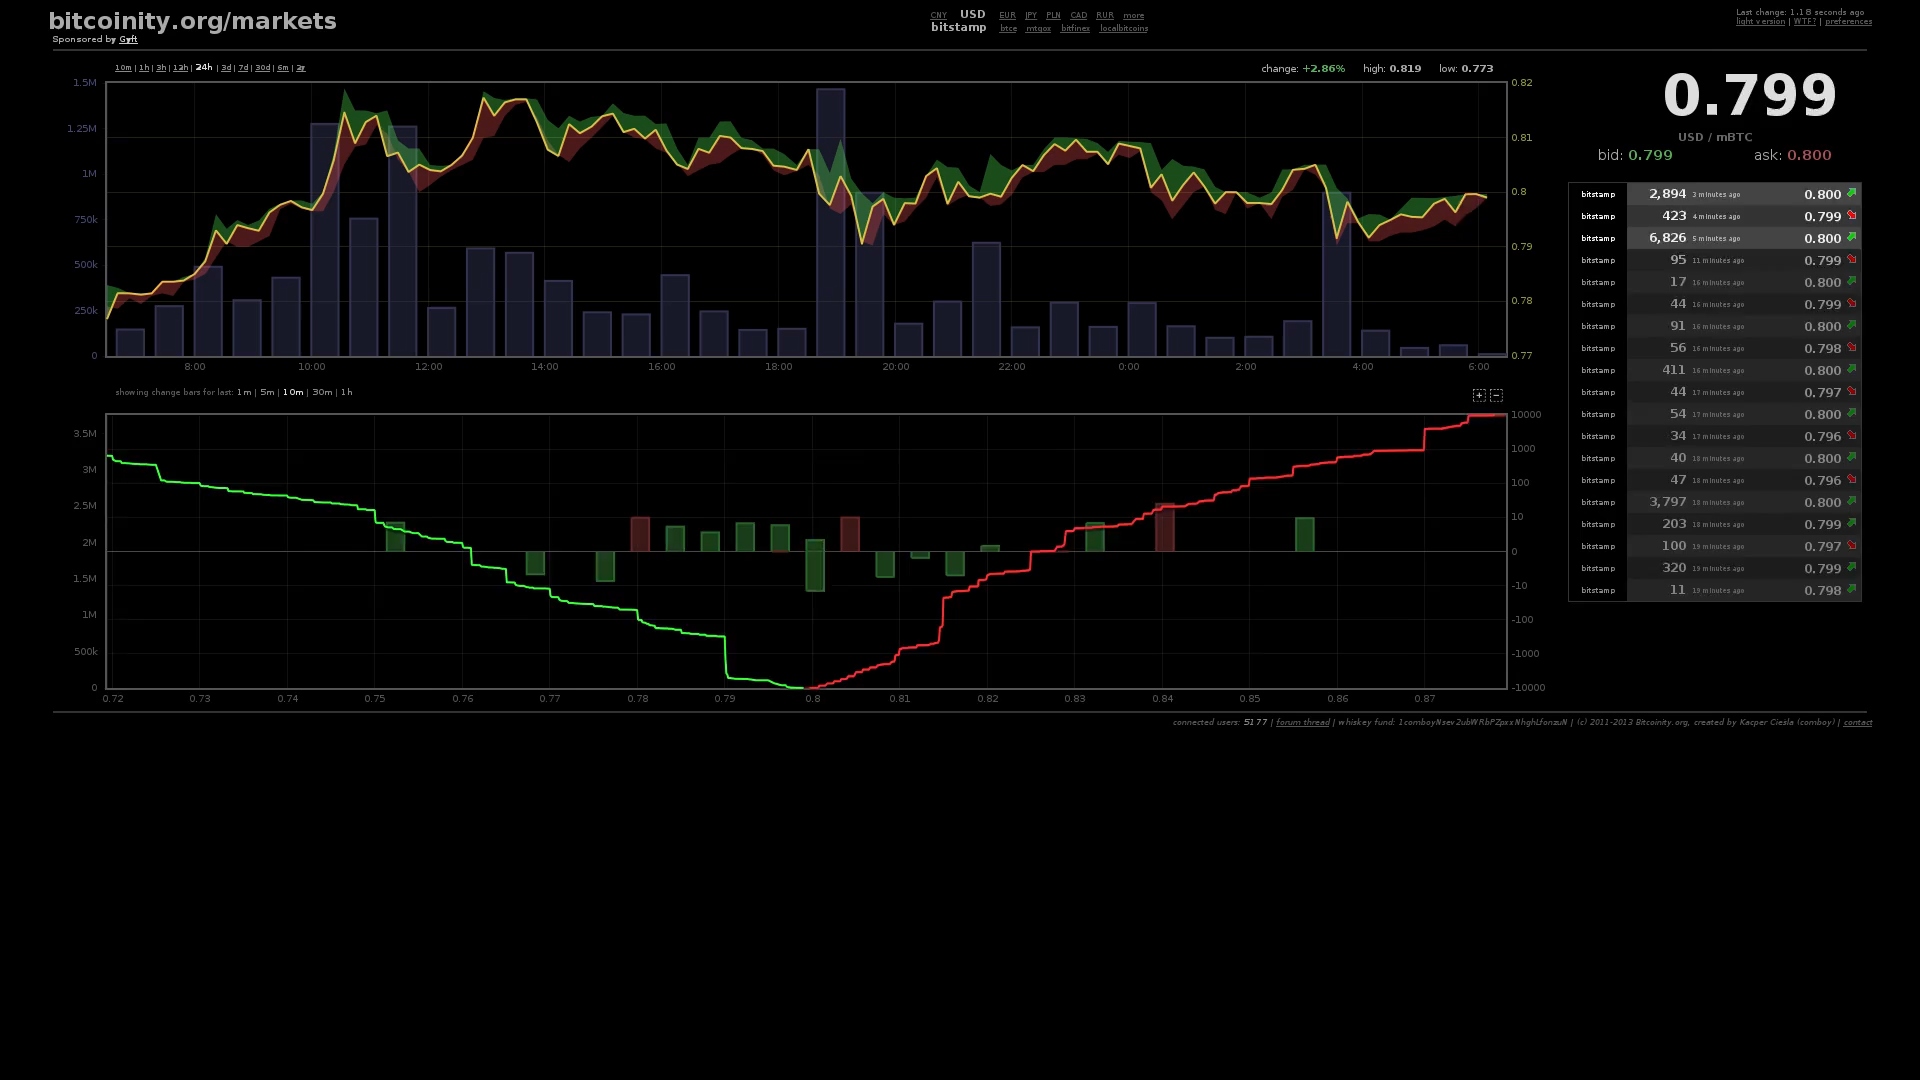 bitcoinity.org/markets
Sponsored by Gyft
CNY USD EUR JPY PLN CAD RUR more
bitstamp btce mtgox bitfinex localbitcoins
Last change: 1.18 seconds ago
light version | WTF? | preferences
10m | 1h | 3h | 12h | 24h | 3d | 7d | 30d | 6m | 2y
change: +2.86% high: 0.819 low: 0.773
1.5M
1.25M
1M
750k
500k
250k
0
0.82
0.81
0.8
0.79
0.78
0.77
8:00 10:00 12:00 14:00 16:00 18:00 20:00 22:00 0:00 2:00 4:00 6:00
showing change bars for last: 1m | 5m | 10m | 30m | 1h
+ −
3.5M
3M
2.5M
2M
1.5M
1M
500k
0
10000
1000
100
10
0
-10
-100
-1000
-10000
0.72 0.73 0.74 0.75 0.76 0.77 0.78 0.79 0.8 0.81 0.82 0.83 0.84 0.85 0.86 0.87
0.799
USD / mBTC
bid: 0.799 ask: 0.800
bitstamp 2,894 3 minutes ago 0.800
bitstamp 423 4 minutes ago 0.799
bitstamp 6,826 5 minutes ago 0.800
bitstamp 95 11 minutes ago 0.799
bitstamp 17 16 minutes ago 0.800
bitstamp 44 16 minutes ago 0.799
bitstamp 91 16 minutes ago 0.800
bitstamp 56 16 minutes ago 0.798
bitstamp 411 16 minutes ago 0.800
bitstamp 44 17 minutes ago 0.797
bitstamp 54 17 minutes ago 0.800
bitstamp 34 17 minutes ago 0.796
bitstamp 40 18 minutes ago 0.800
bitstamp 47 18 minutes ago 0.796
bitstamp 3,797 18 minutes ago 0.800
bitstamp 203 18 minutes ago 0.799
bitstamp 100 19 minutes ago 0.797
bitstamp 320 19 minutes ago 0.799
bitstamp 11 19 minutes ago 0.798
connected users: 5177 | forum thread | whiskey fund: | (c) 2011-2013 Bitcoinity.org, created by Kacper Cieśla (comboy) | contact